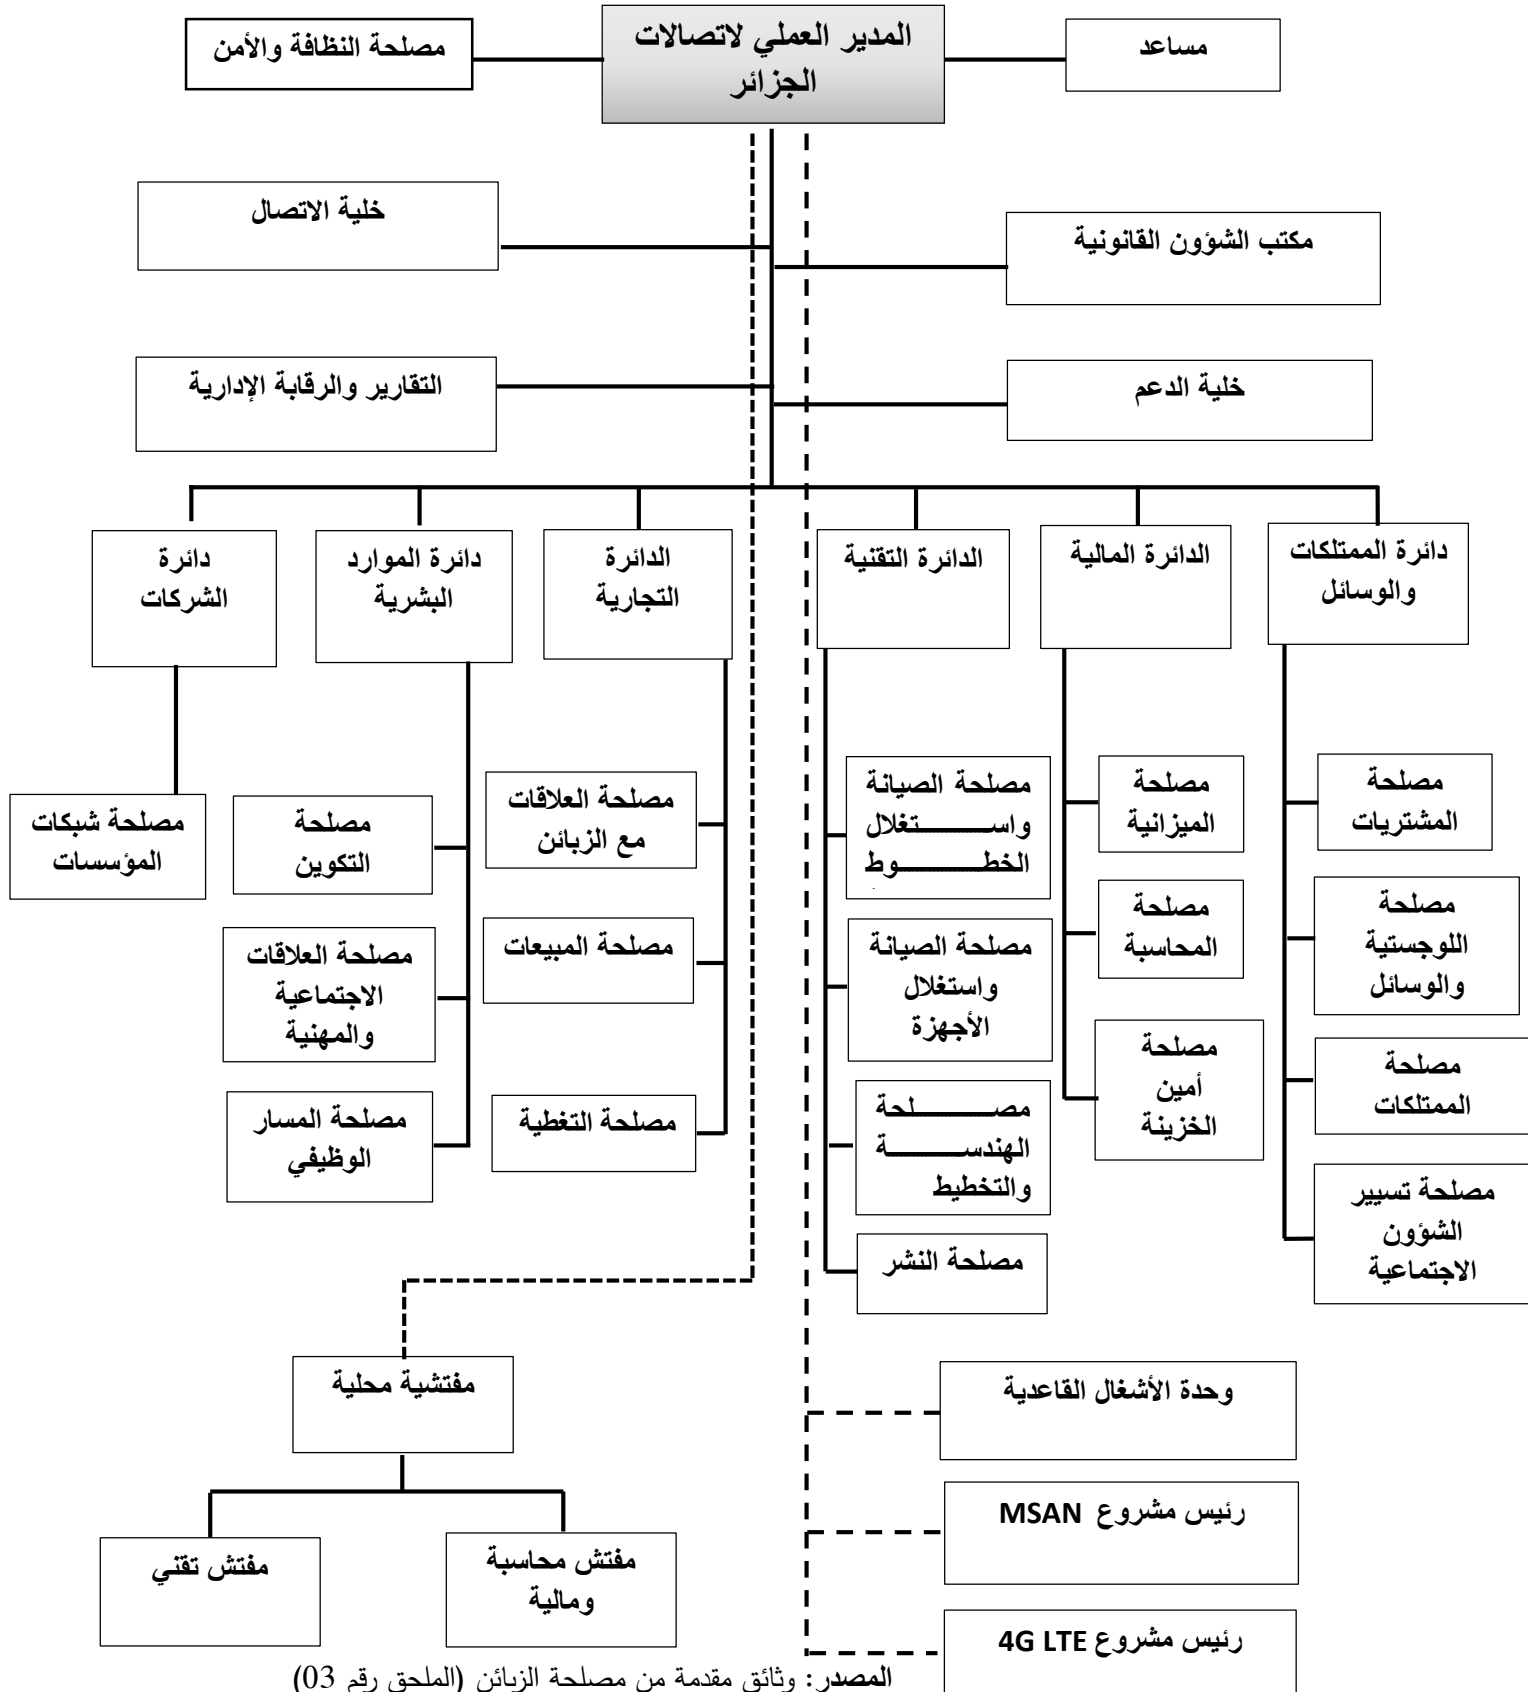 المدير العملي لاتصالات
الجزائر
مساعد
مصلحة النظافة والأمن
مكتب الشؤون القانونية
خلية الاتصال
خلية الدعم
التقارير والرقابة الإدارية
دائرة الممتلكات
والوسائل
الدائرة المالية
الدائرة التقنية
الدائرة
التجارية
دائرة الموارد
البشرية
دائرة
الشركات
مصلحة
المشتريات
مصلحة
اللوجستية
والوسائل
مصلحة
الممتلكات
مصلحة تسيير
الشؤون
الاجتماعية
مصلحة
الميزانية
مصلحة
المحاسبة
مصلحة
أمين
الخزينة
مصلحة الصيانة
واستغلال
الخطوط
مصلحة الصيانة
واستغلال
الأجهزة
مصلحة
الهندسة
والتخطيط
مصلحة النشر
مصلحة العلاقات
مع الزبائن
مصلحة المبيعات
مصلحة التغطية
مصلحة
التكوين
مصلحة العلاقات
الاجتماعية
والمهنية
مصلحة المسار
الوظيفي
مصلحة شبكات
المؤسسات
وحدة الأشغال القاعدية
رئيس مشروع MSAN
رئيس مشروع 4G LTE
مفتشية محلية
مفتش محاسبة
ومالية
مفتش تقني
المصدر: وثائق مقدمة من مصلحة الزبائن (الملحق رقم 03)